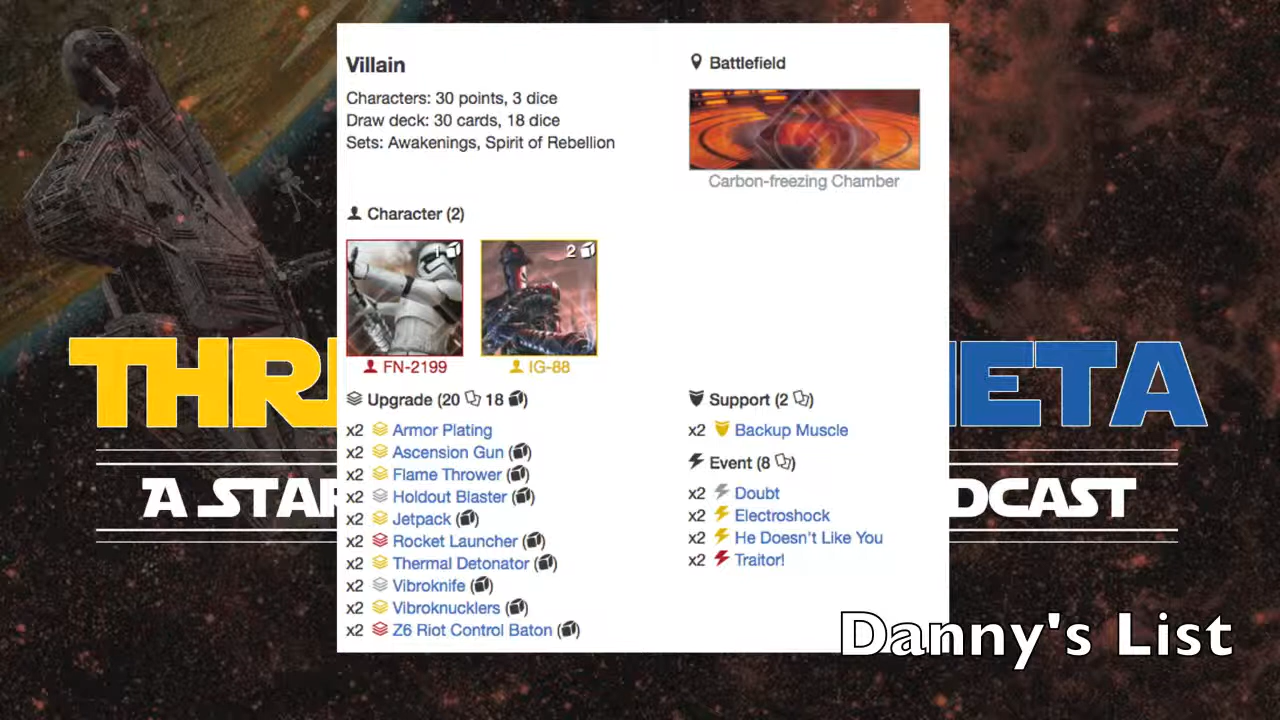 Villain
Characters: 30 points, 3 dice
Draw deck: 30 cards, 18 dice
Sets: Awakenings, Spirit of Rebellion
Battlefield
Carbon-freezing Chamber
Character (2)
1
2
FN-2199
IG-88
Upgrade (20 18 )
x2 Armor Plating
x2 Ascension Gun ( )
x2 Flame Thrower ( )
x2 Holdout Blaster ( )
x2 Jetpack ( )
x2 Rocket Launcher ( )
x2 Thermal Detonator ( )
x2 Vibroknife ( )
x2 Vibroknucklers ( )
x2 Z6 Riot Control Baton ( )
Support (2 )
x2 Backup Muscle
Event (8 )
x2 Doubt
x2 Electroshock
x2 He Doesn't Like You
x2 Traitor!
THR ETA
A STAR DCAST
Danny's List